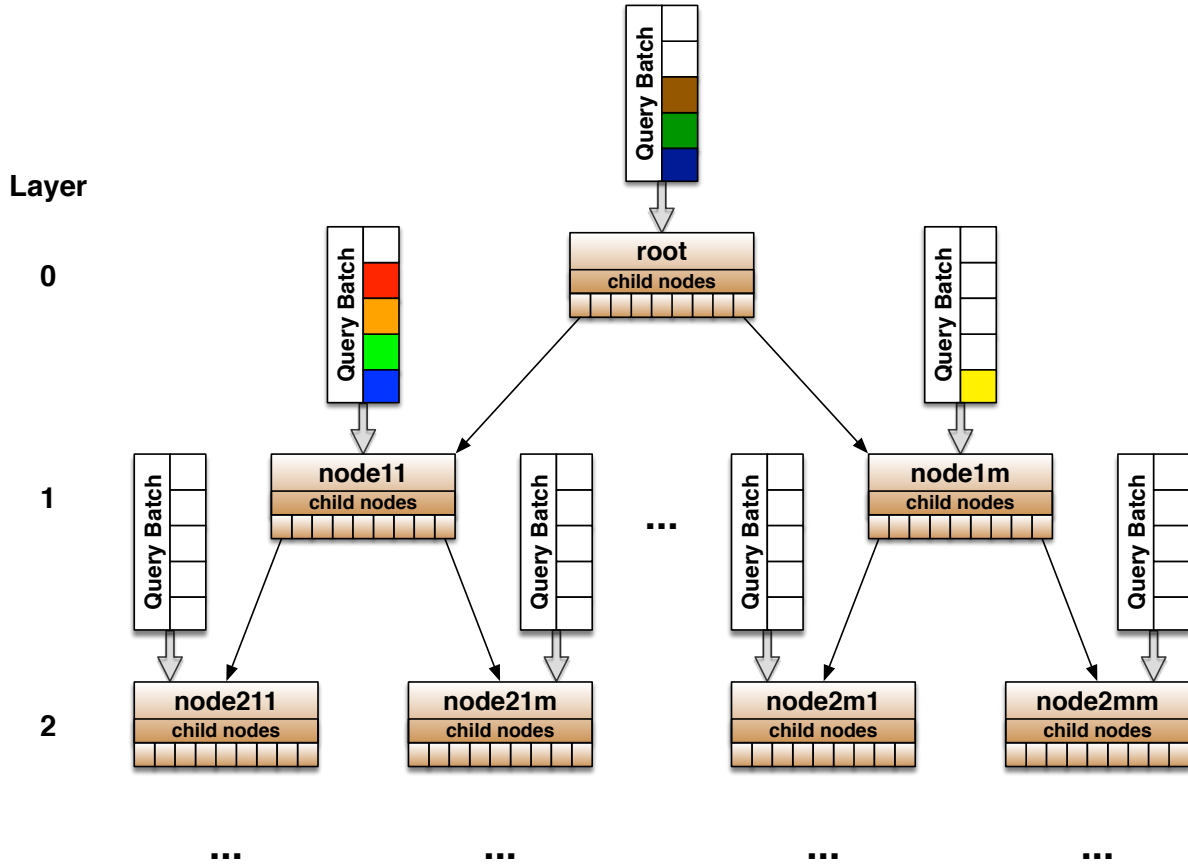 Query Batch
Layer
0
Query Batch
root
child nodes
Query Batch
1
Query Batch
node11
child nodes
Query Batch
...
Query Batch
node1m
child nodes
Query Batch
2
node211
child nodes
node21m
child nodes
node2m1
child nodes
node2mm
child nodes
...
...
...
...